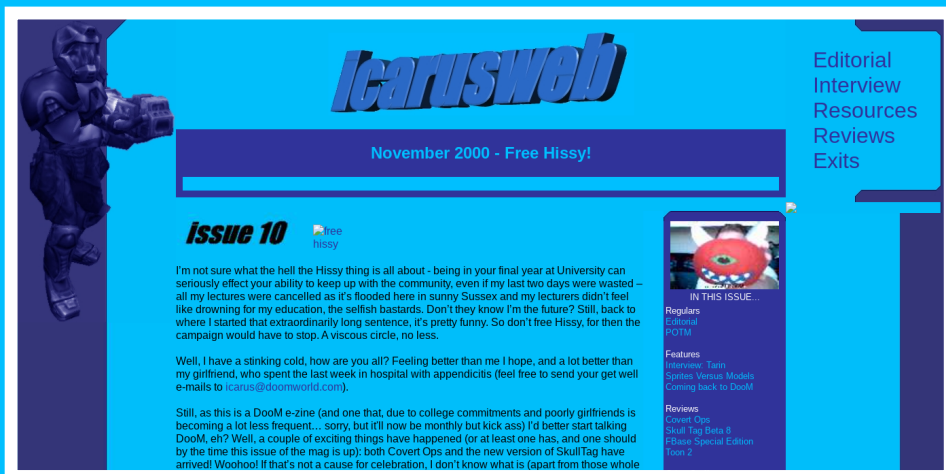 icarusweb
Editorial
Interview
Resources
Reviews
Exits
November 2000 - Free Hissy!
issue 10
free
hissy
I'm not sure what the hell the Hissy thing is all about - being in your final year at University can
seriously effect your ability to keep up with the community, even if my last two days were wasted –
all my lectures were cancelled as it's flooded here in sunny Sussex and my lecturers didn't feel
like drowning for my education, the selfish bastards. Don't they know I'm the future? Still, back to
where I started that extraordinarily long sentence, it's pretty funny. So don't free Hissy, for then the
campaign would have to stop. A viscous circle, no less.
Well, I have a stinking cold, how are you all? Feeling better than me I hope, and a lot better than
my girlfriend, who spent the last week in hospital with appendicitis (feel free to send your get well
e-mails to icarus@doomworld.com).
Still, as this is a DooM e-zine (and one that, due to college commitments and poorly girlfriends is
becoming a lot less frequent… sorry, but it'll now be monthly but kick ass) I'd better start talking
DooM, eh? Well, a couple of exciting things have happened (or at least one has, and one should
by the time this issue of the mag is up): both Covert Ops and the new version of SkullTag have
arrived! Woohoo! If that's not a cause for celebration, I don't know what is (apart from those whole
IN THIS ISSUE...
Regulars
Editorial
POTM
Features
Interview: Tarin
Sprites Versus Models
Coming back to DooM
Reviews
Covert Ops
Skull Tag Beta 8
FBase Special Edition
Toon 2